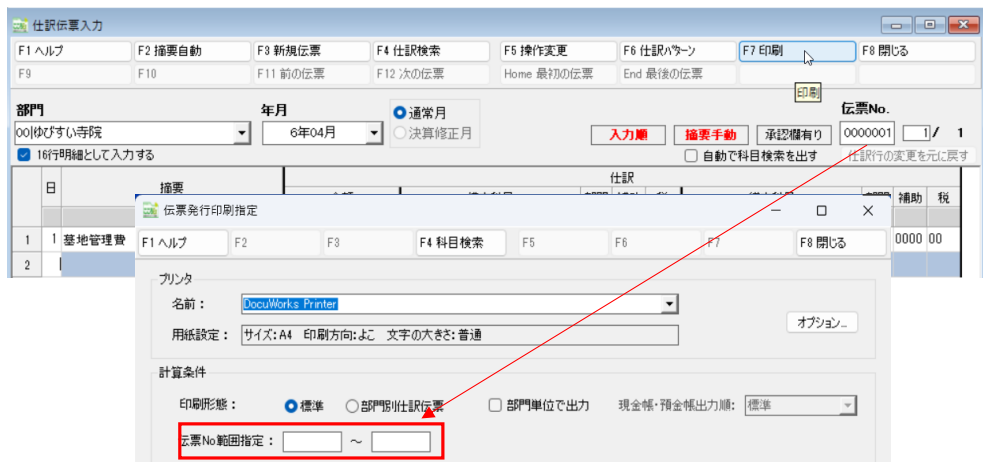 仕訳伝票入力
F1 ヘルプ F2 摘要自動 F3 新規伝票 F4 仕訳検索 F5 操作変更 F6 仕訳パターン F7 印刷 F8 閉じる
F9 F10 F11 前の伝票 F12 次の伝票 Home 最初の伝票 End 最後の伝票
印刷
部門 年月 通常月 伝票No.
00|ゆびすい寺院 6年04月 決算修正月 入力順 摘要手動 承認欄有り 0000001 1/ 1
16行明細として入力する 自動で科目検索を出す 仕訳行の変更を元に戻す
日 摘要 仕訳
補助 税
1 1 墓地管理費 0000 00
2
伝票発行印刷指定
F1 ヘルプ F2 F3 F4 科目検索 F5 F6 F7 F8 閉じる
プリンタ
名前： DocuWorks Printer
オプション...
用紙設定： サイズ:A4 印刷方向:よこ 文字の大きさ:普通
計算条件
印刷形態： 標準 部門別仕訳伝票 部門単位で出力 現金帳・預金帳出力順: 標準
伝票No範囲指定： ～